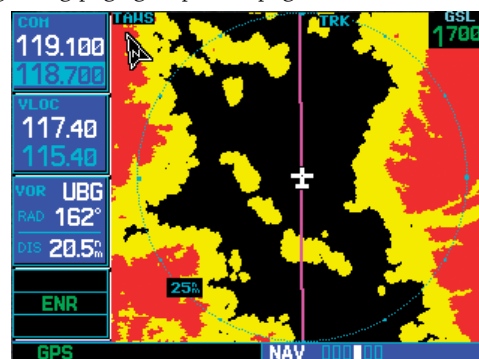 TAWS
TRK
GSL
1700
N
COM
119.100
118.700
VLOC
117.40
115.40
VOR UBG
RAD 162°
DIS 20.5nm
25nm
ENR
GPS
NAV